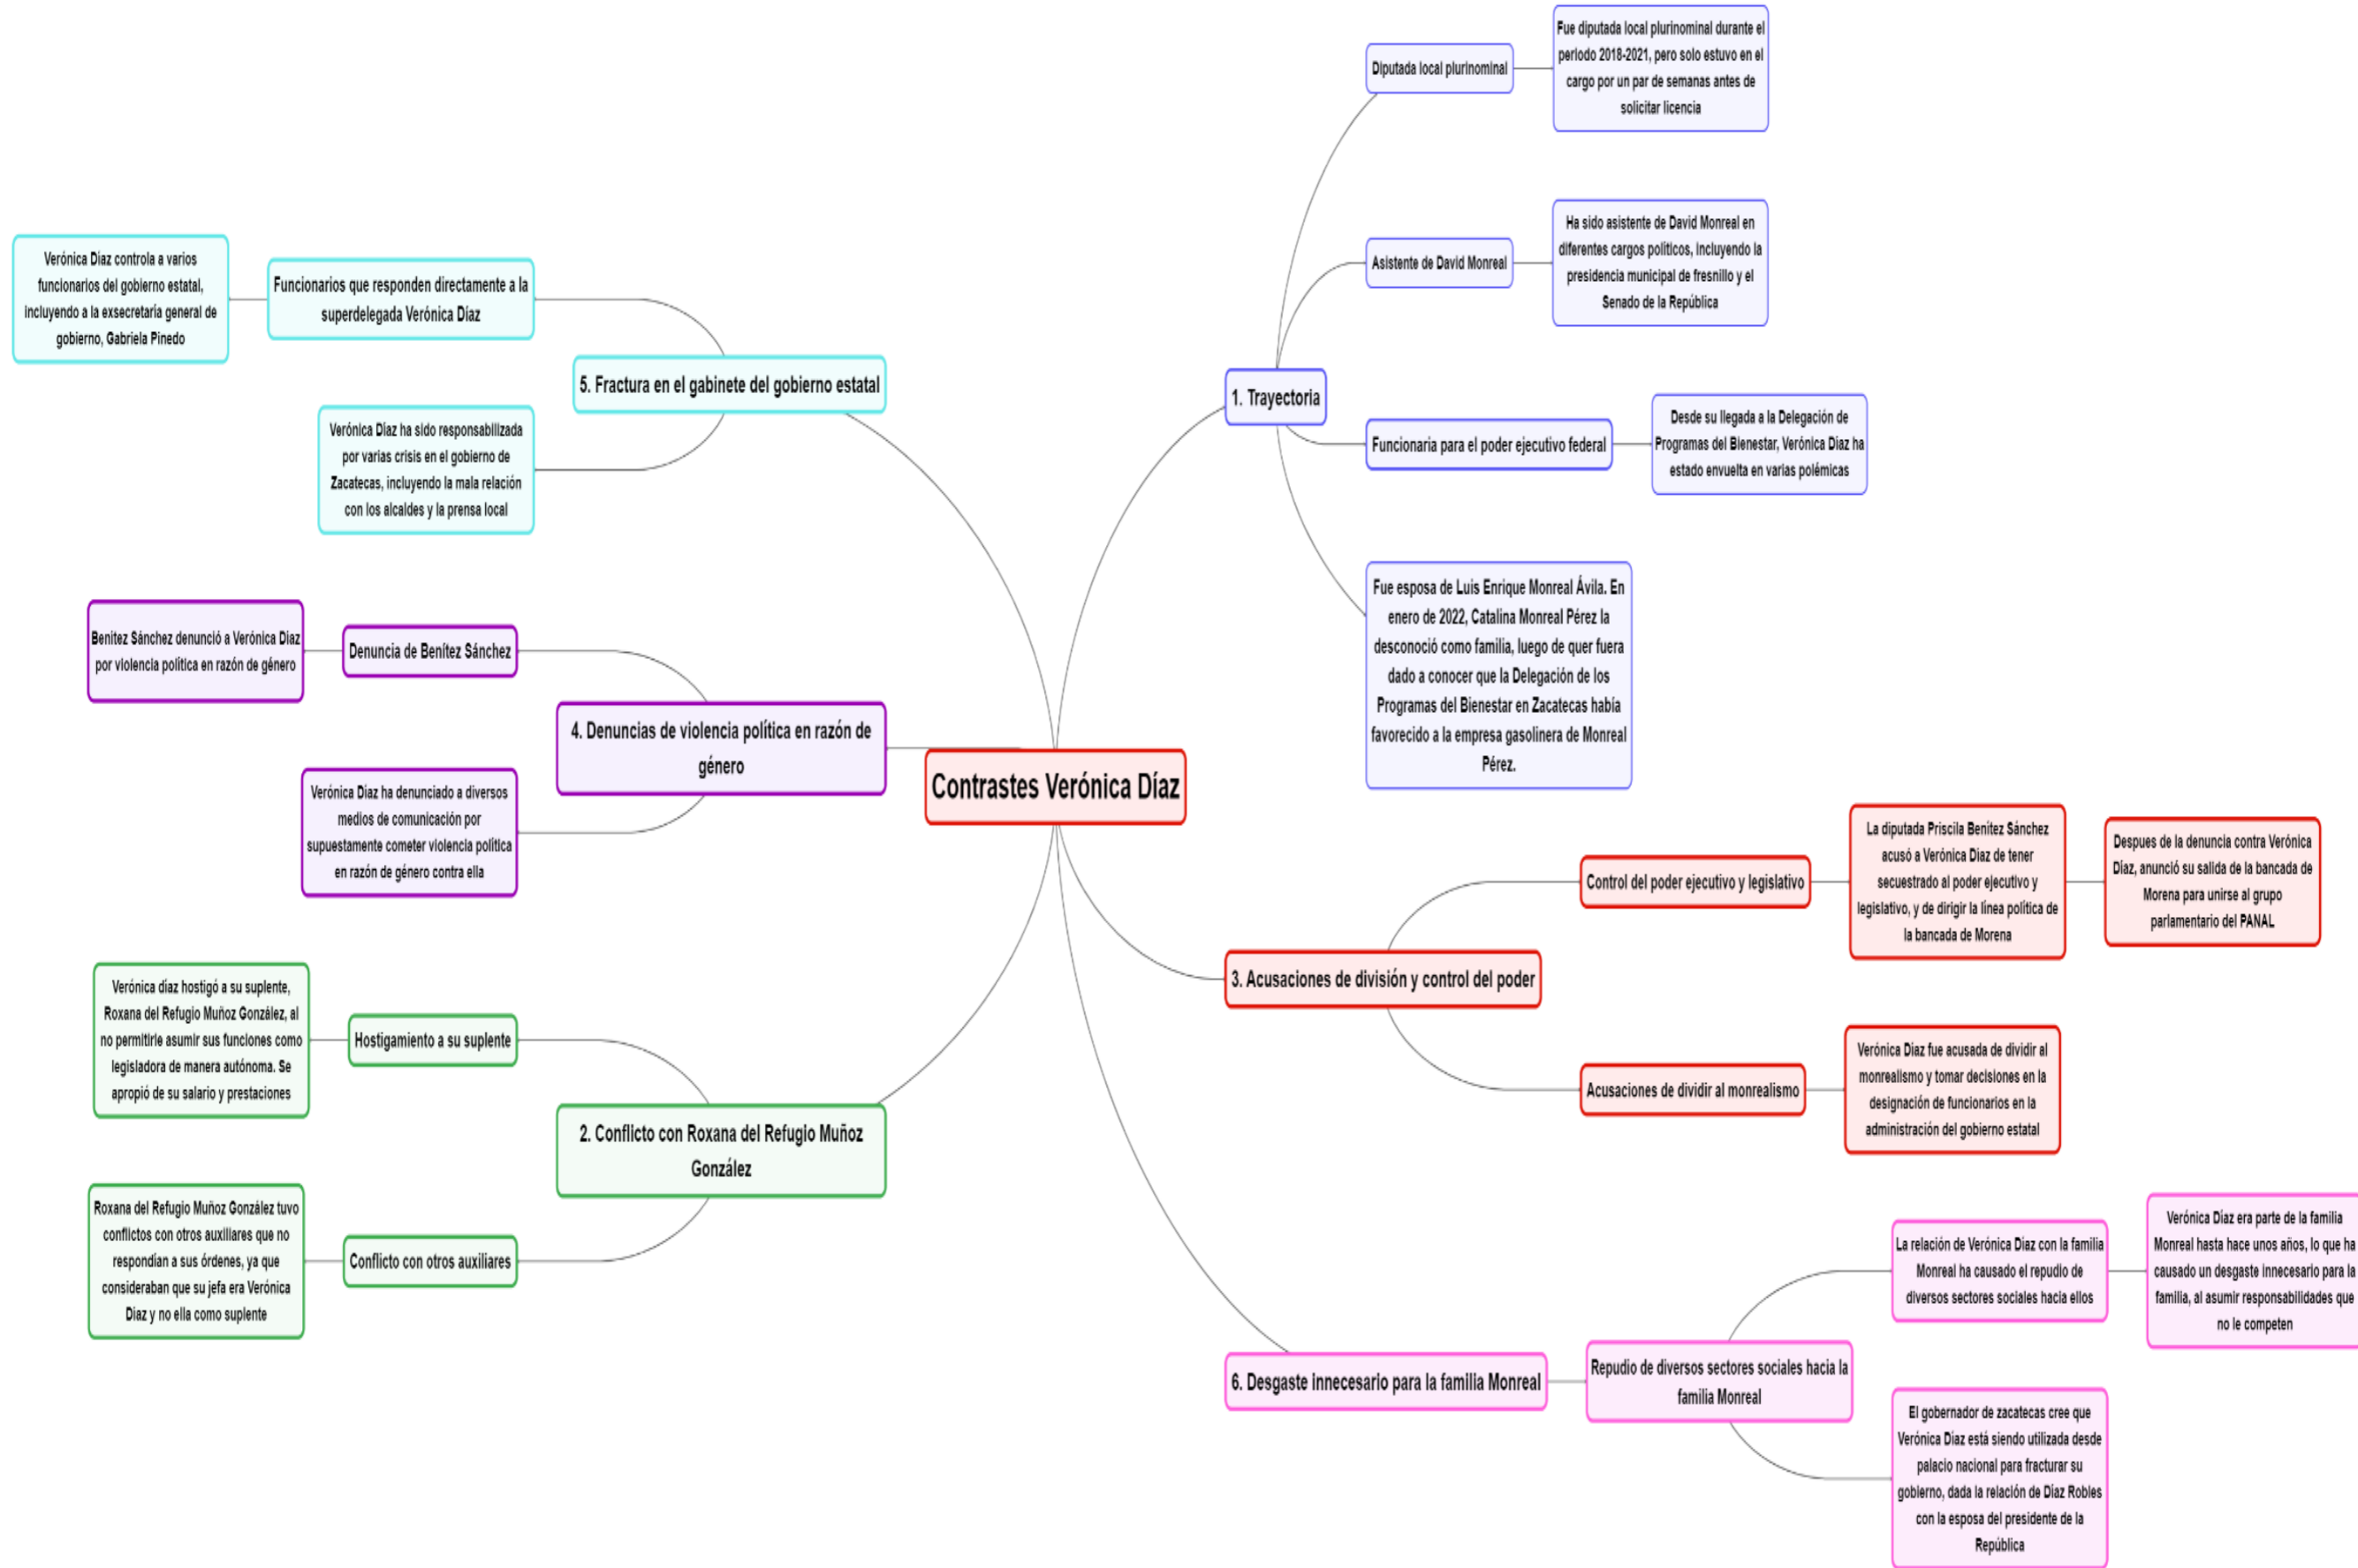 Contrastes Verónica Díaz
1. Trayectoria
Diputada local plurinominal
Fue diputada local plurinominal durante el
periodo 2018-2021, pero solo estuvo en el
cargo por un par de semanas antes de
solicitar licencia
Asistente de David Monreal
Ha sido asistente de David Monreal en
diferentes cargos políticos, incluyendo la
presidencia municipal de fresnillo y el
Senado de la República
Funcionaria para el poder ejecutivo federal
Desde su llegada a la Delegación de
Programas del Bienestar, Verónica Díaz ha
estado envuelta en varias polémicas
Fue esposa de Luis Enrique Monreal Ávila. En
enero de 2022, Catalina Monreal Pérez la
desconoció como familia, luego de quer fuera
dado a conocer que la Delegación de los
Programas del Bienestar en Zacatecas había
favorecido a la empresa gasolinera de Monreal
Pérez.
2. Conflicto con Roxana del Refugio Muñoz
González
Hostigamiento a su suplente
Verónica díaz hostigó a su suplente,
Roxana del Refugio Muñoz González, al
no permitirle asumir sus funciones como
legisladora de manera autónoma. Se
apropió de su salario y prestaciones
Conflicto con otros auxiliares
Roxana del Refugio Muñoz González tuvo
conflictos con otros auxiliares que no
respondían a sus órdenes, ya que
consideraban que su jefa era Verónica
Díaz y no ella como suplente
3. Acusaciones de división y control del poder
Control del poder ejecutivo y legislativo
La diputada Priscila Benítez Sánchez
acusó a Verónica Díaz de tener
secuestrado al poder ejecutivo y
legislativo, y de dirigir la línea política de
la bancada de Morena
Despues de la denuncia contra Verónica
Díaz, anunció su salida de la bancada de
Morena para unirse al grupo
parlamentario del PANAL
Acusaciones de dividir al monrealismo
Verónica Díaz fue acusada de dividir al
monrealismo y tomar decisiones en la
designación de funcionarios en la
administración del gobierno estatal
4. Denuncias de violencia política en razón de
género
Denuncia de Benítez Sánchez
Benítez Sánchez denunció a Verónica Díaz
por violencia política en razón de género
Verónica Díaz ha denunciado a diversos
medios de comunicación por
supuestamente cometer violencia política
en razón de género contra ella
5. Fractura en el gabinete del gobierno estatal
Funcionarios que responden directamente a la
superdelegada Verónica Díaz
Verónica Díaz controla a varios
funcionarios del gobierno estatal,
incluyendo a la exsecretaria general de
gobierno, Gabriela Pinedo
Verónica Díaz ha sido responsabilizada
por varias crisis en el gobierno de
Zacatecas, incluyendo la mala relación
con los alcaldes y la prensa local
6. Desgaste innecesario para la familia Monreal
Repudio de diversos sectores sociales hacia la
familia Monreal
La relación de Verónica Díaz con la familia
Monreal ha causado el repudio de
diversos sectores sociales hacia ellos
Verónica Díaz era parte de la familia
Monreal hasta hace unos años, lo que ha
causado un desgaste innecesario para la
familia, al asumir responsabilidades que
no le competen
El gobernador de zacatecas cree que
Verónica Díaz está siendo utilizada desde
palacio nacional para fracturar su
gobierno, dada la relación de Díaz Robles
con la esposa del presidente de la
República